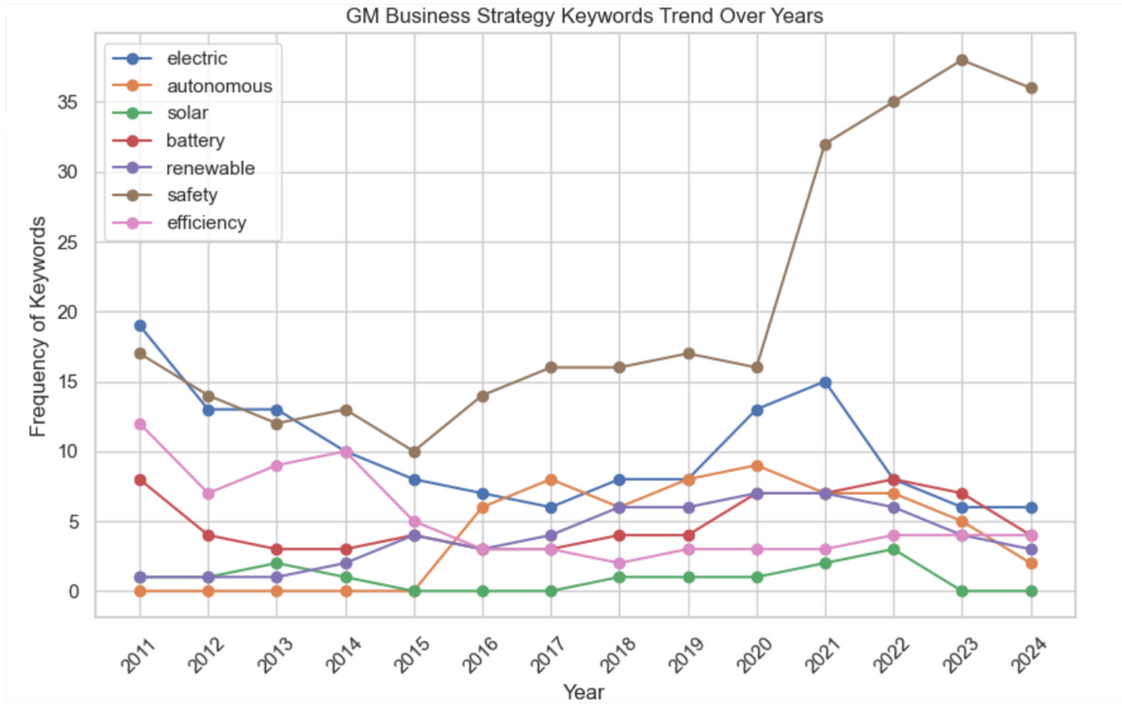 GM Business Strategy Keywords Trend Over Years
electric
autonomous
solar
battery
renewable
safety
efficiency
Frequency of Keywords
35
30
25
20
15
10
5
0
2011 2012 2013 2014 2015 2016 2017 2018 2019 2020 2021 2022 2023 2024
Year